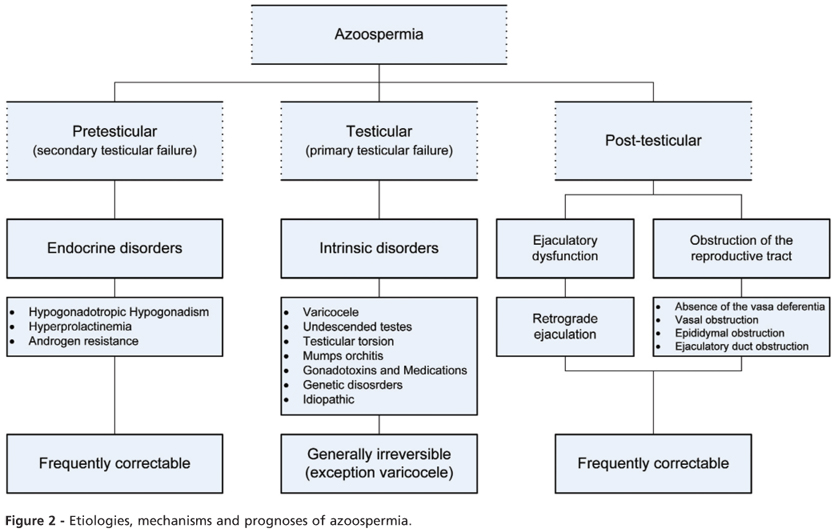 Azoospermia
Pretesticular
(secondary testicular failure)
Testicular
(primary testicular failure)
Post-testicular
Endocrine disorders
Intrinsic disorders
Ejaculatory
dysfunction
Obstruction of the
reproductive tract
• Hypogonadotropic Hypogonadism
• Hyperprolactinemia
• Androgen resistance
• Varicocele
• Undescended testes
• Testicular torsion
• Mumps orchitis
• Gonadotoxins and Medications
• Genetic disosrders
• Idiopathic
Retrograde
ejaculation
• Absence of the vasa deferentia
• Vasal obstruction
• Epididymal obstruction
• Ejaculatory duct obstruction
Frequently correctable
Generally irreversible
(exception varicocele)
Frequently correctable
Figure 2 - Etiologies, mechanisms and prognoses of azoospermia.